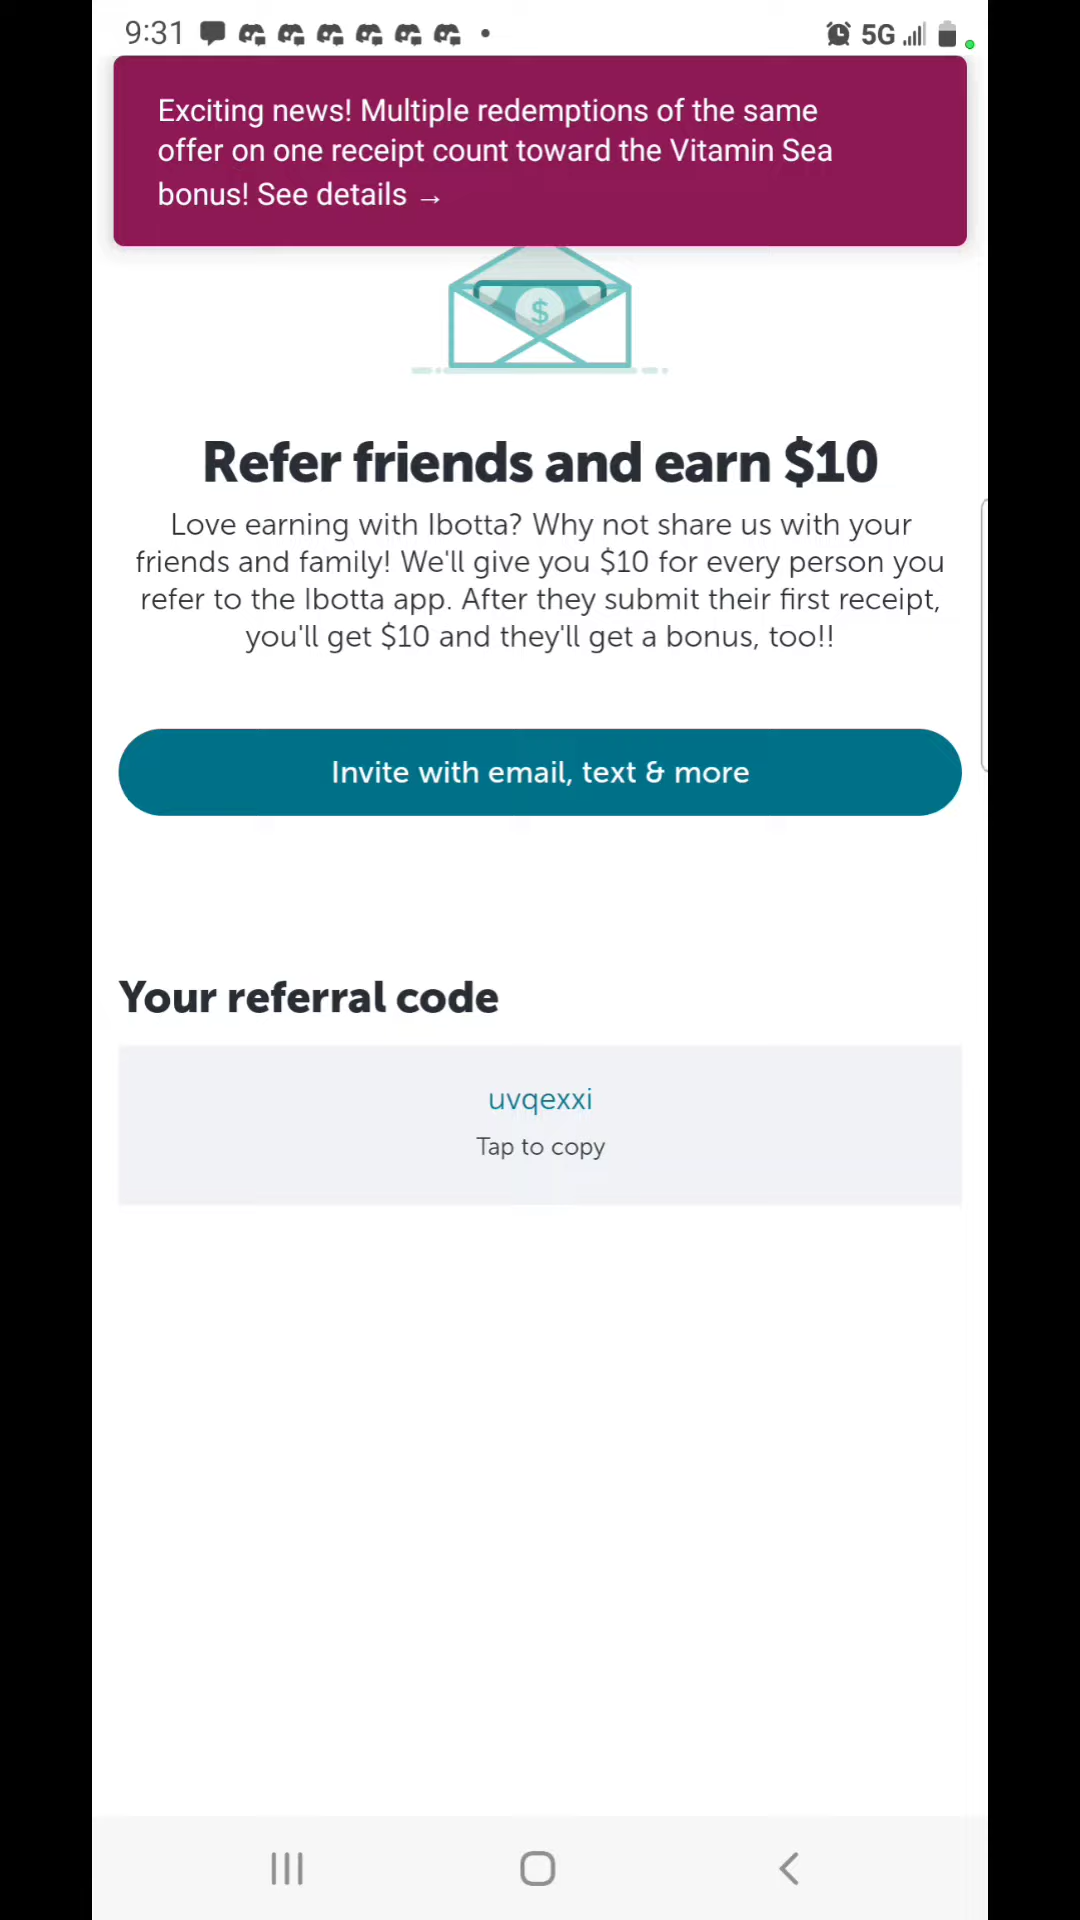 9:31
5G
Exciting news! Multiple redemptions of the same
offer on one receipt count toward the Vitamin Sea
bonus! See details →
$
Refer friends and earn $10
Love earning with Ibotta? Why not share us with your
friends and family! We'll give you $10 for every person you
refer to the Ibotta app. After they submit their first receipt,
you'll get $10 and they'll get a bonus, too!!
Invite with email, text & more
Your referral code
uvqexxi
Tap to copy